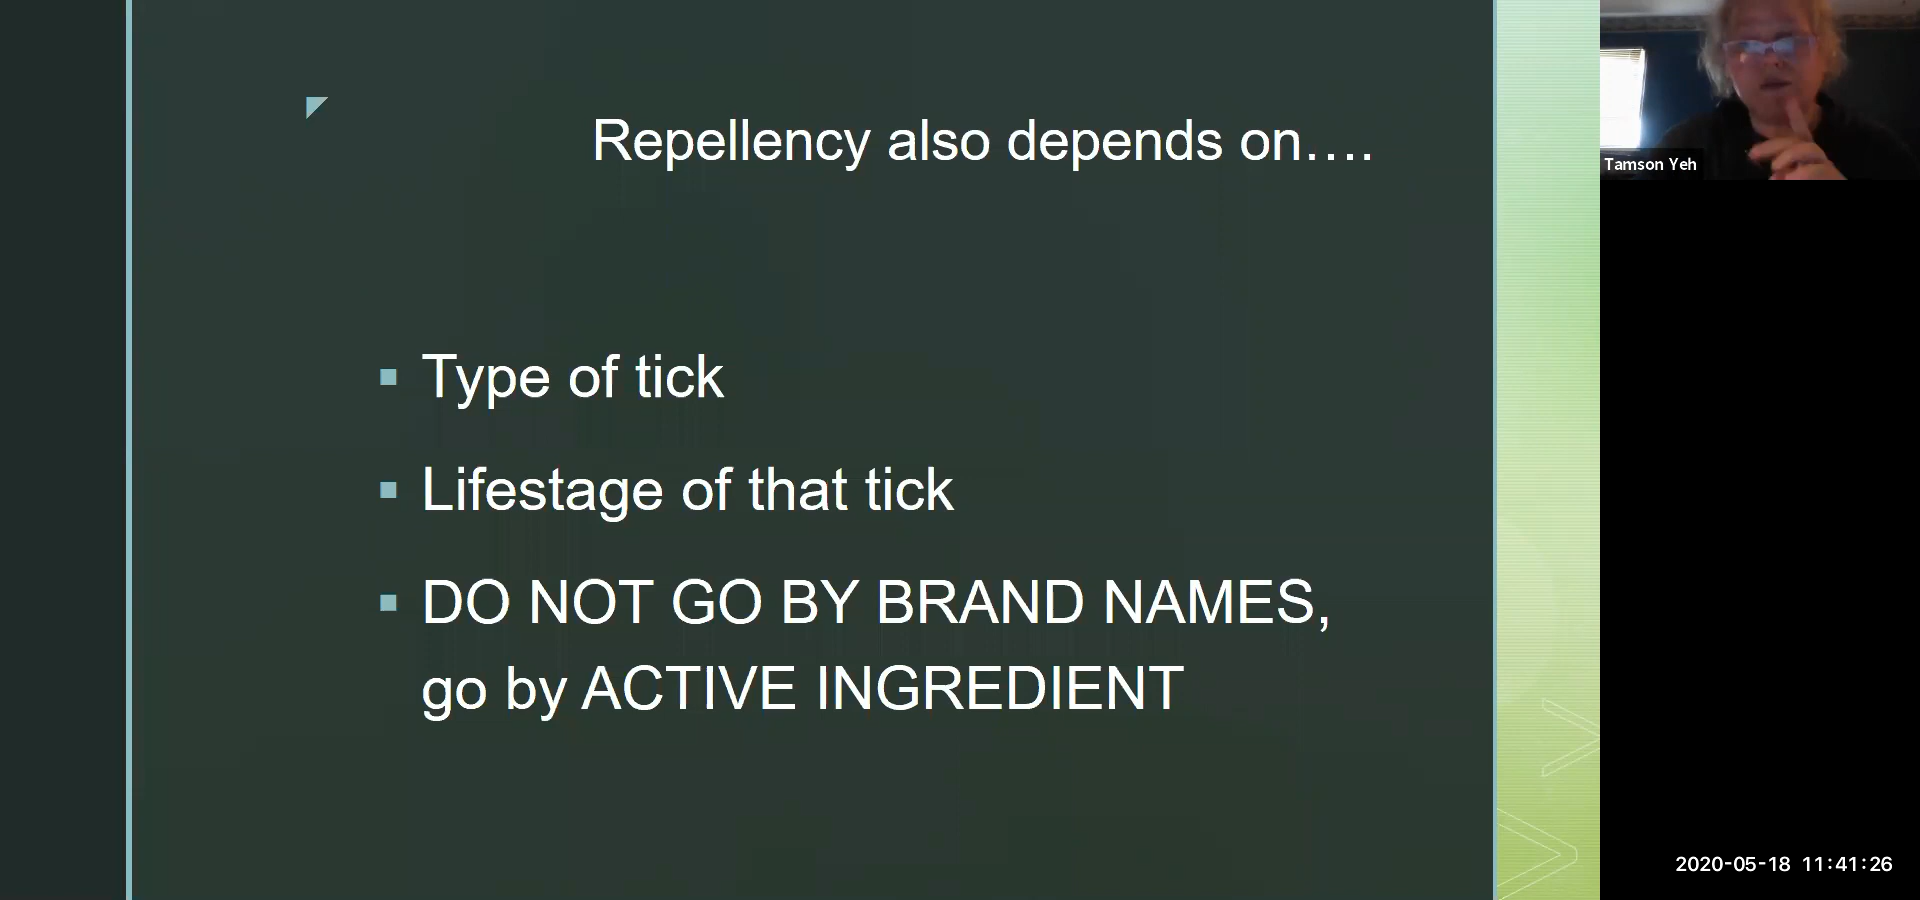 Repellency also depends on....
Type of tick
Lifestage of that tick
DO NOT GO BY BRAND NAMES,
go by ACTIVE INGREDIENT
Tamson Yeh
2020-05-18 11:41:26